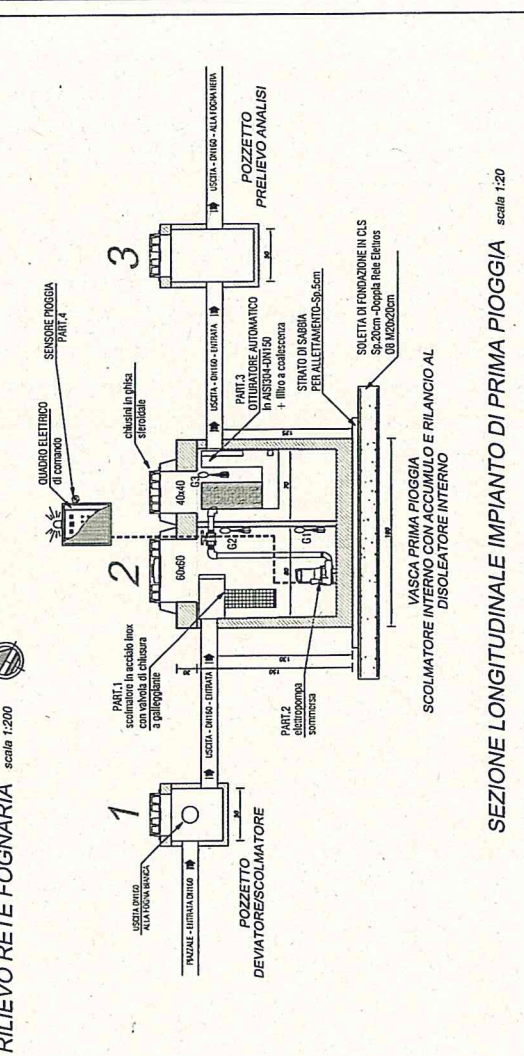 RILIEVO RETE FOGNARIA scala 1:200
QUADRO ELETTRICO
di comando
SENSORE PIOGGIA
PART.4
chiusini in ghisa
steroidale
1
2
3
USCITA DN160
ALLA FOGNA BIANCA
PIAZZALE - ENTRATA DN160
USCITA - DN160 - ENTRATA
60x60
40x40
USCITA - DN160 - ENTRATA
USCITA - DN160 - ALLA FOGNA NERA
PART.1
scolmatore in acciaio inox
con valvola di chiusura
a galleggiante
G1
G2
G3
PART.2
elettropompa
sommersa
PART.3
OTTURATORE AUTOMATICO
in AISI304-DN150
+ filtro a coalescenza
STRATO DI SABBIA
PER ALLETTAMENTO-Sp.5cm
SOLETTA DI FONDAZIONE IN CLS
Sp.20cm -Doppla Rete Elettros
Ø8 M20x20cm
POZZETTO
DEVIATORE/SCOLMATORE
VASCA PRIMA PIOGGIA
SCOLMATORE INTERNO CON ACCUMULO E RILANCIO AL
DISOLEATORE INTERNO
POZZETTO
PRELIEVO ANALISI
SEZIONE LONGITUDINALE IMPIANTO DI PRIMA PIOGGIA scala 1:20